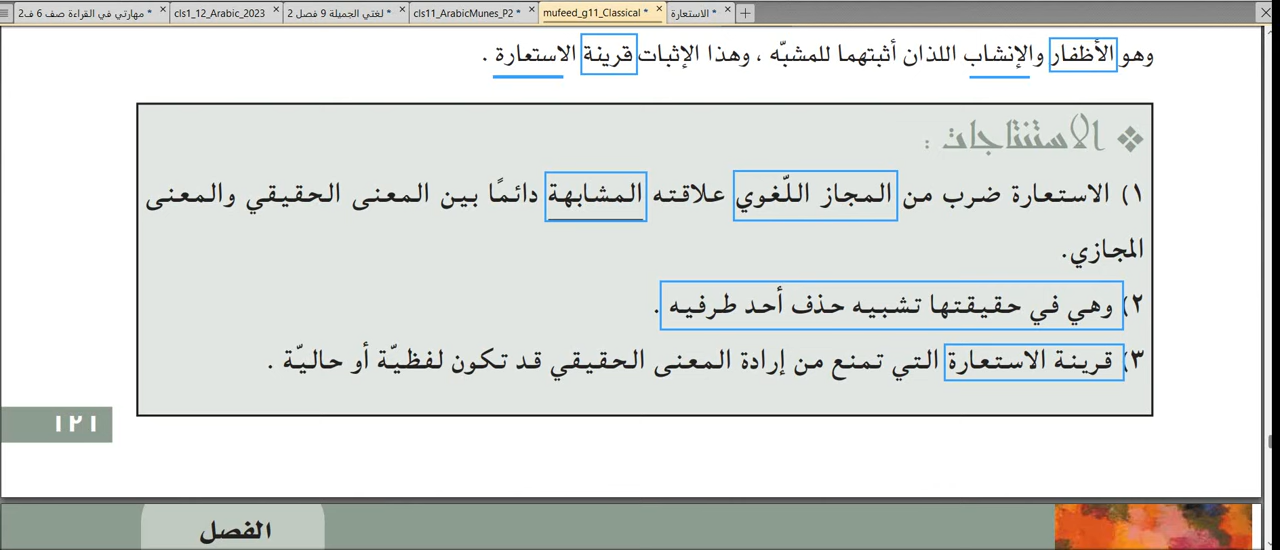 مهارتي في القراءة صف 6 ف2 *
cls1_12_Arabic_2023
لغتي الجميلة 9 فصل 2 *
cls11_ArabicMunes_P2 *
mufeed_g11_Classical *
الاستعارة *
وهو الأظفار والإنشاب اللذان أثبتهما للمشبّه ، وهذا الإثبات قرينة الاستعارة .
الاستنتاجات :
١) الاستعارة ضرب من المجاز اللّغوي علاقته المشابهة دائمًا بين المعنى الحقيقي والمعنى
المجازي.
٢) وهي في حقيقتها تشبيه حذف أحد طرفيه .
٣) قرينة الاستعارة التي تمنع من إرادة المعنى الحقيقي قد تكون لفظيّة أو حاليّة .
١٢١
الفصل